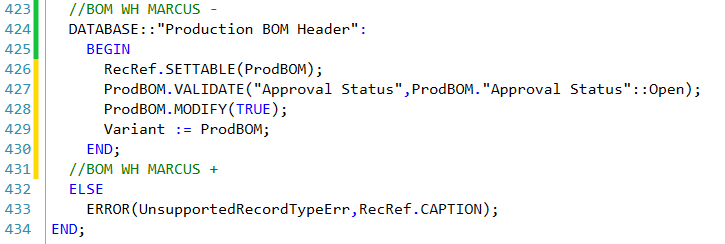 423 //BOM WH MARCUS -
424 DATABASE::"Production BOM Header":
425 BEGIN
426 RecRef.SETTABLE(ProdBOM);
427 ProdBOM.VALIDATE("Approval Status",ProdBOM."Approval Status"::Open);
428 ProdBOM.MODIFY(TRUE);
429 Variant := ProdBOM;
430 END;
431 //BOM WH MARCUS +
432 ELSE
433 ERROR(UnsupportedRecordTypeErr,RecRef.CAPTION);
434 END;